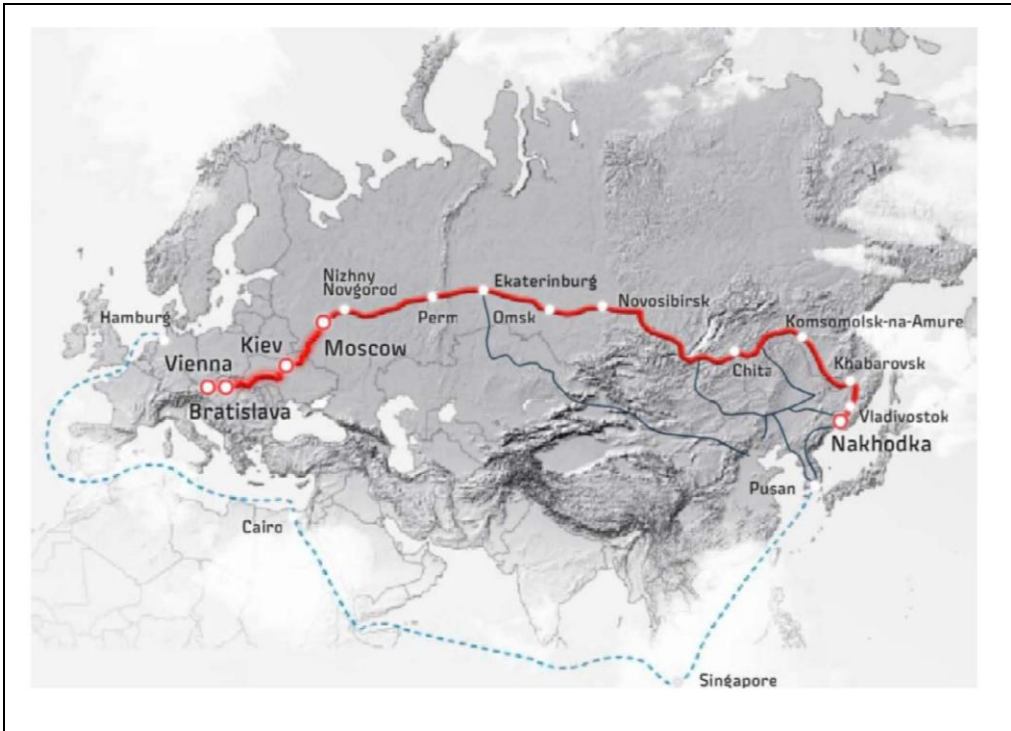 Nizhny
Novgorod
Ekaterinburg
Hamburg
Perm
Omsk
Novosibirsk
Komsomolsk-na-Amure
Kiev
Moscow
Vienna
Chita
Khabarovsk
Bratislava
Vladivostok
Nakhodka
Pusan
Cairo
Singapore